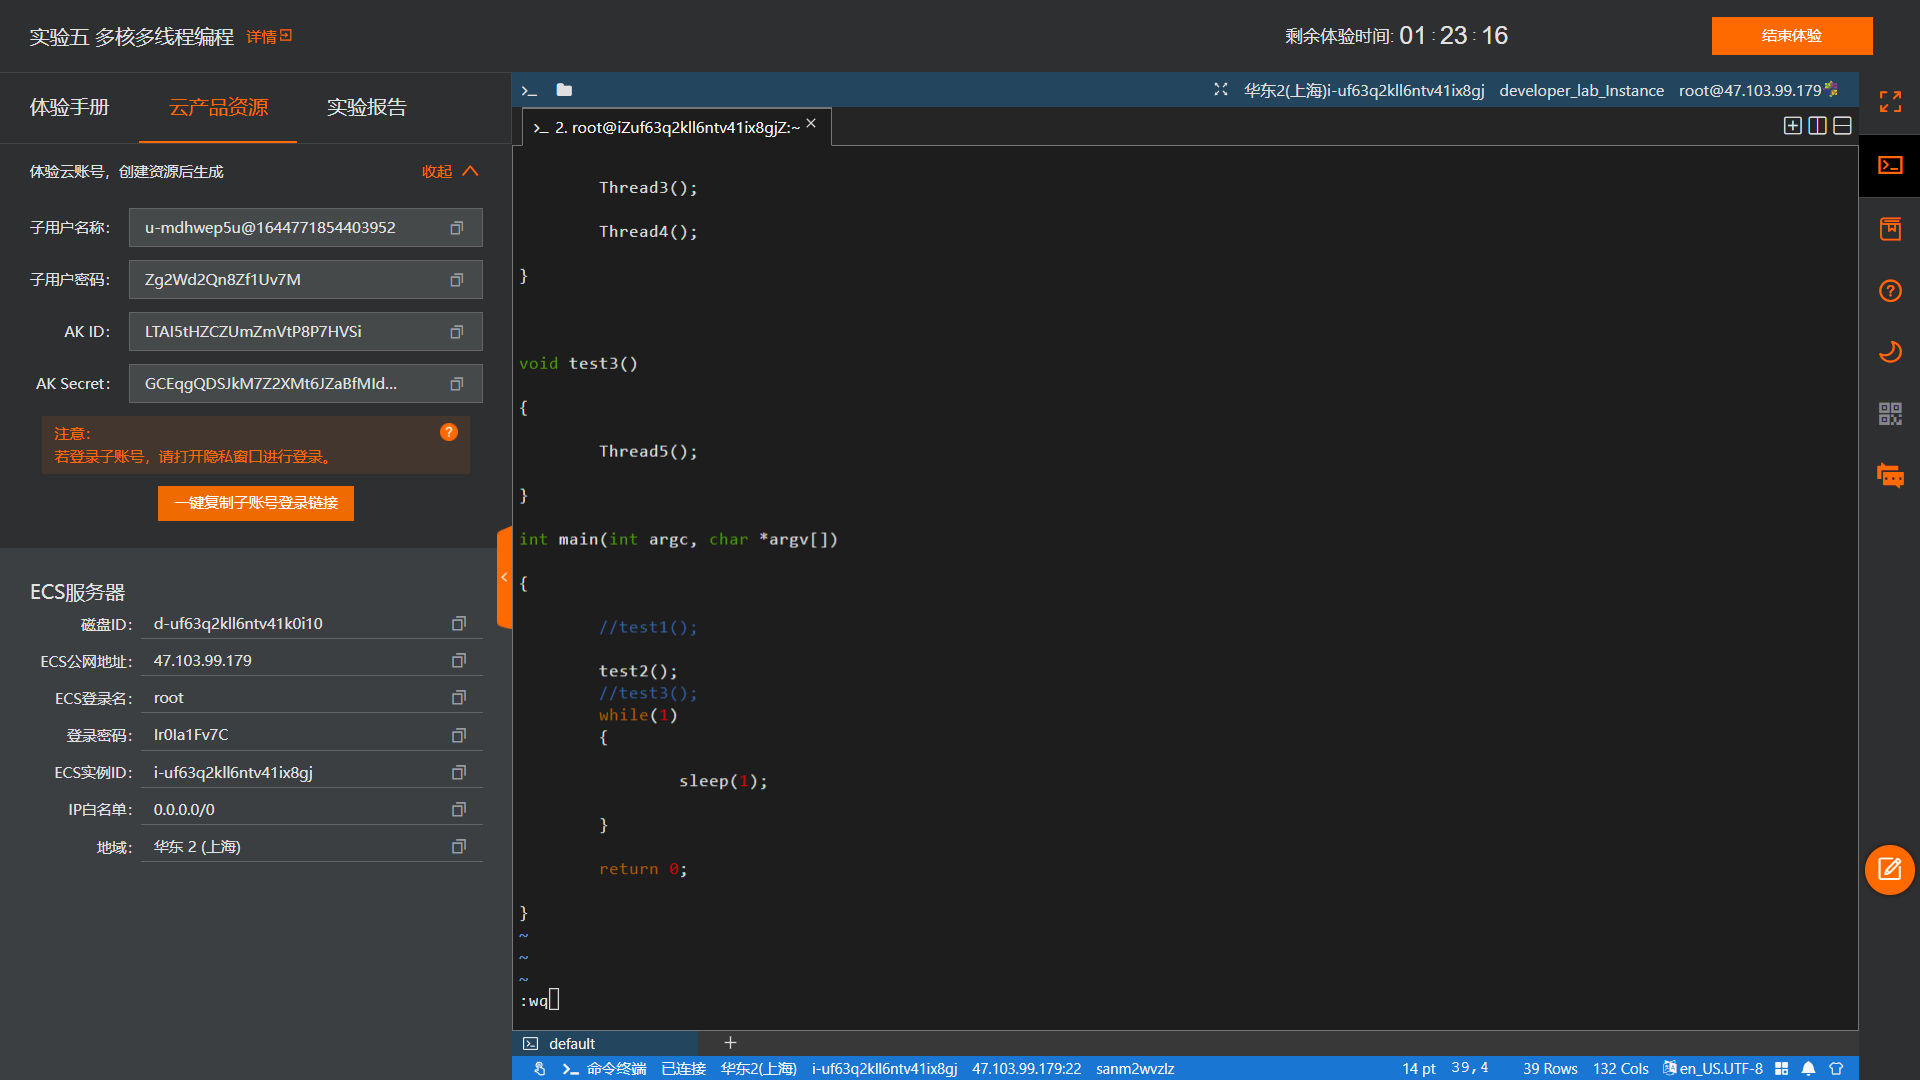 实验五 多核多线程编程 详情
剩余体验时间: 01 : 23 : 16
结束体验
体验手册 云产品资源 实验报告
体验云账号，创建资源后生成 收起
子用户名称： u-mdhwep5u@1644771854403952
子用户密码： Zg2Wd2Qn8Zf1Uv7M
AK ID： LTAI5tHZCZUmZmVtP8P7HVSi
AK Secret： GCEqgQDSJkM7Z2XMt6JZaBfMId...
注意：
若登录子账号，请打开隐私窗口进行登录。
一键复制子账号登录链接
ECS服务器
磁盘ID： d-uf63q2kll6ntv41k0i10
ECS公网地址： 47.103.99.179
ECS登录名： root
登录密码： Ir0Ia1Fv7C
ECS实例ID： i-uf63q2kll6ntv41ix8gj
IP白名单： 0.0.0.0/0
地域： 华东 2 (上海)
华东2(上海)i-uf63q2kll6ntv41ix8gj developer_lab_Instance root@47.103.99.179
2. root@iZuf63q2kll6ntv41ix8gjZ:~
Thread3();
Thread4();
}
void test3()
{
Thread5();
}
int main(int argc, char *argv[])
{
//test1();
test2();
//test3();
while(1)
{
sleep(1);
}
return 0;
}
~
~
~
:wq
default
命令终端 已连接 华东2(上海) i-uf63q2kll6ntv41ix8gj 47.103.99.179:22 sanm2wvzlz 14 pt 39,4 39 Rows 132 Cols en_US.UTF-8